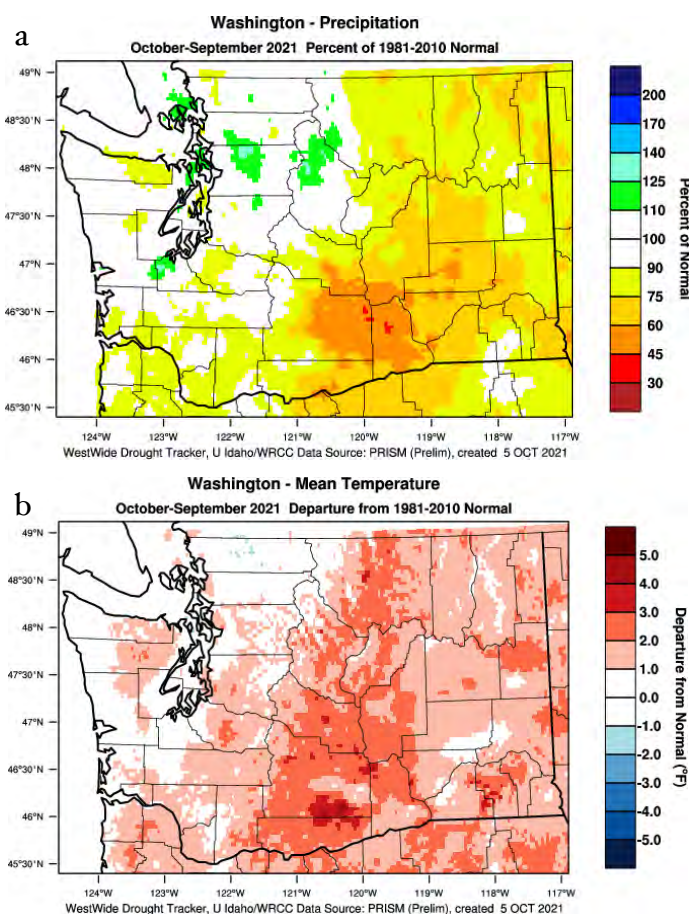 a
Washington - Precipitation
October-September 2021 Percent of 1981-2010 Normal
49°N
48°30'N
48°N
47°30'N
47°N
46°30'N
46°N
45°30'N
124°W 123°W 122°W 121°W 120°W 119°W 118°W 117°W
200
170
140
125
110
100
90
75
60
45
30
Percent of Normal
WestWide Drought Tracker, U Idaho/WRCC Data Source: PRISM (Prelim), created 5 OCT 2021
b
Washington - Mean Temperature
October-September 2021 Departure from 1981-2010 Normal
49°N
48°30'N
48°N
47°30'N
47°N
46°30'N
46°N
45°30'N
124°W 123°W 122°W 121°W 120°W 119°W 118°W 117°W
5.0
4.0
3.0
2.0
1.0
0.0
-1.0
-2.0
-3.0
-4.0
-5.0
Departure from Normal (°F)
WestWide Drought Tracker, U Idaho/WRCC Data Source: PRISM (Prelim), created 5 OCT 2021